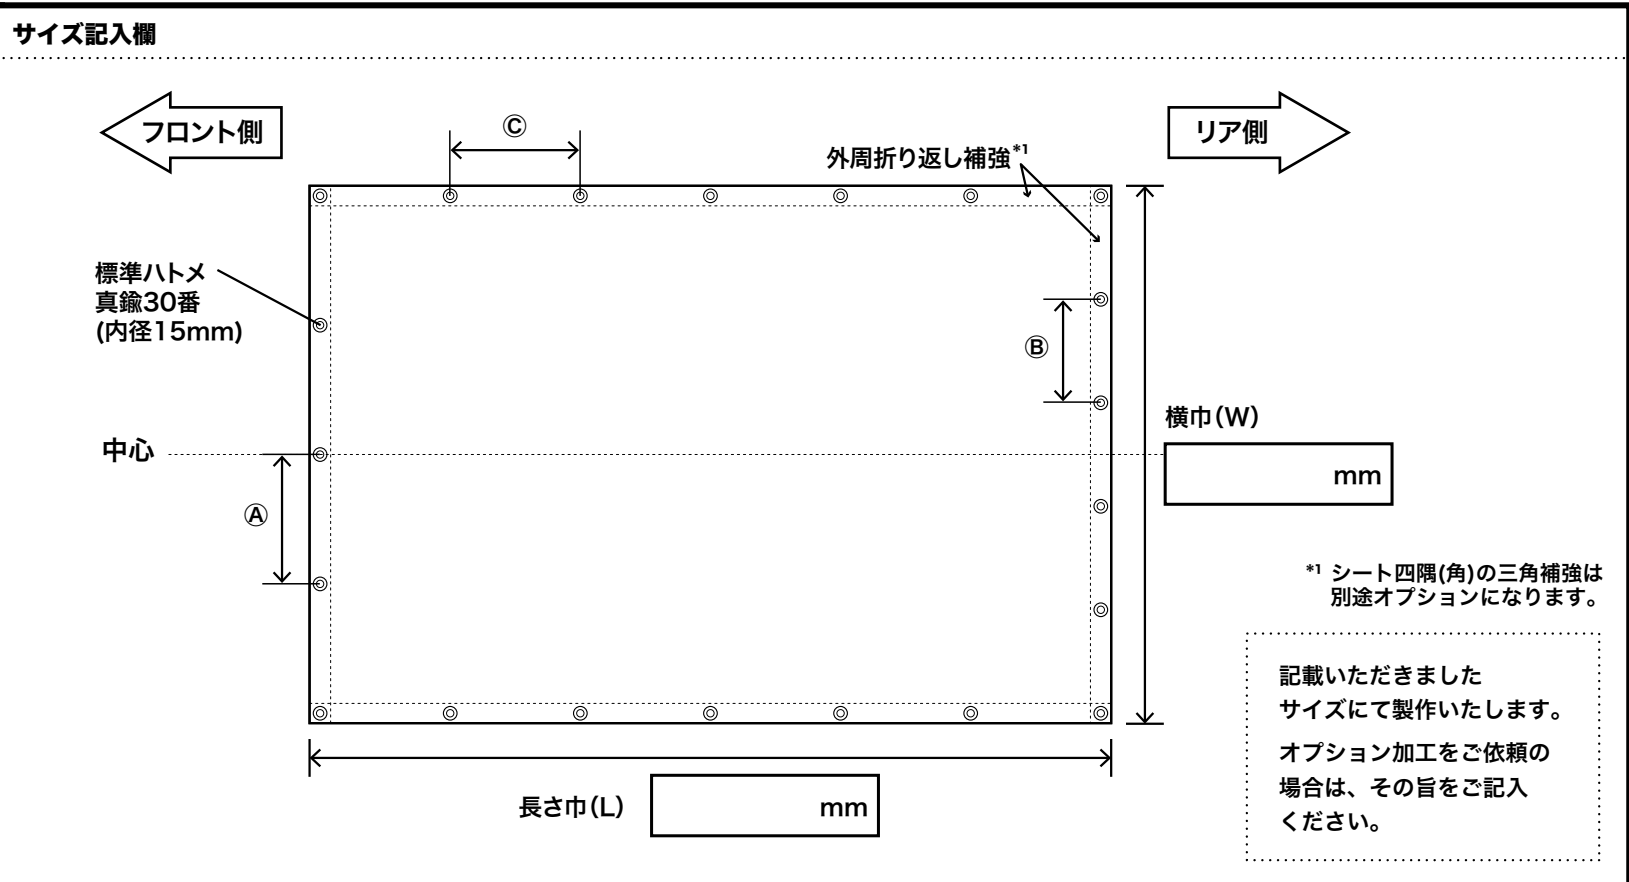 サイズ記入欄
フロント側
Ⓒ
外周折り返し補強*1
リア側
標準ハトメ
真鍮30番
(内径15mm)
Ⓑ
中心
横巾(W)
mm
Ⓐ
*1 シート四隅(角)の三角補強は
別途オプションになります。
記載いただきました
サイズにて製作いたします。
オプション加工をご依頼の
場合は、その旨をご記入
ください。
長さ巾(L)
mm